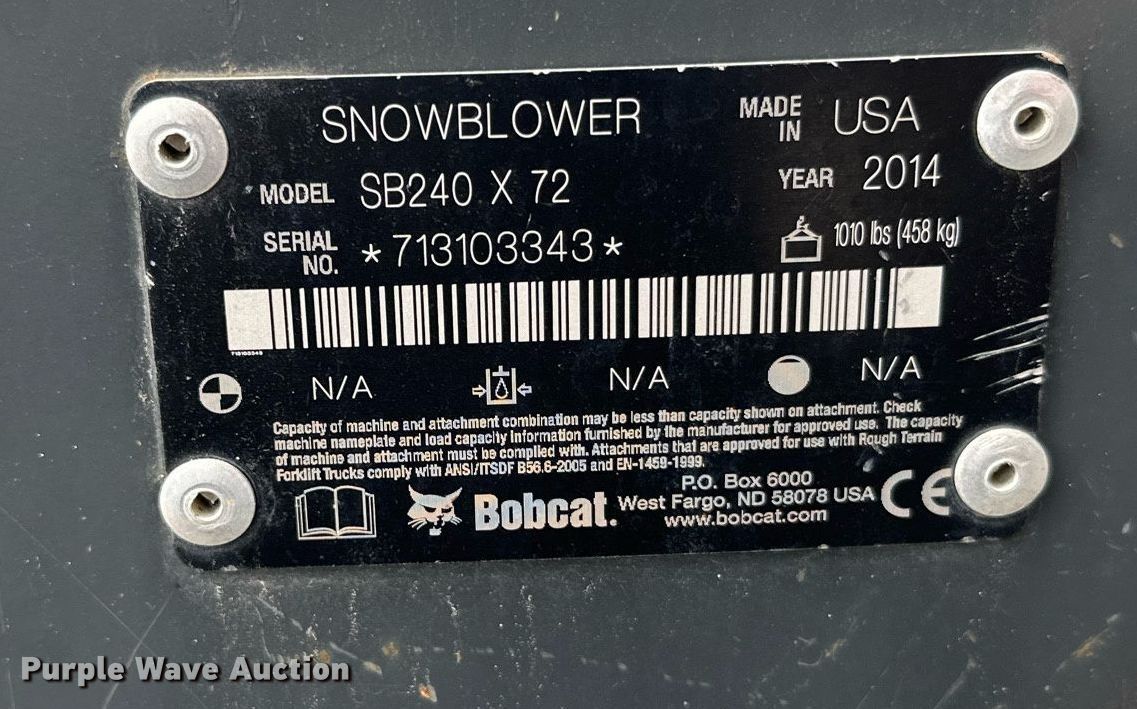 SNOWBLOWER
MADE IN USA
MODEL SB240 X 72
YEAR 2014
SERIAL NO. *713103343*
1010 lbs (458 kg)
713103343
N/A N/A N/A
Capacity of machine and attachment combination may be less than capacity shown on attachment. Check
machine nameplate and load capacity information furnished by the manufacturer for approved use. The capacity
of machine and attachment must be complied with. Attachments that are approved for use with Rough Terrain
Forklift Trucks comply with ANSI/ITSDF B56.6-2005 and EN-1459-1999.
Bobcat.
P.O. Box 6000
West Fargo, ND 58078 USA
www.bobcat.com
CE
Purple Wave Auction